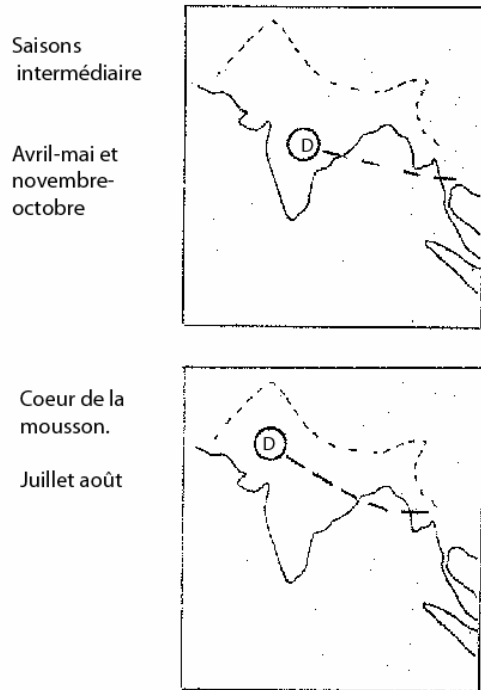 Saisons
intermédiaire
Avril-mai et
novembre-
octobre
D
Coeur de la
mousson.
Juillet août
D